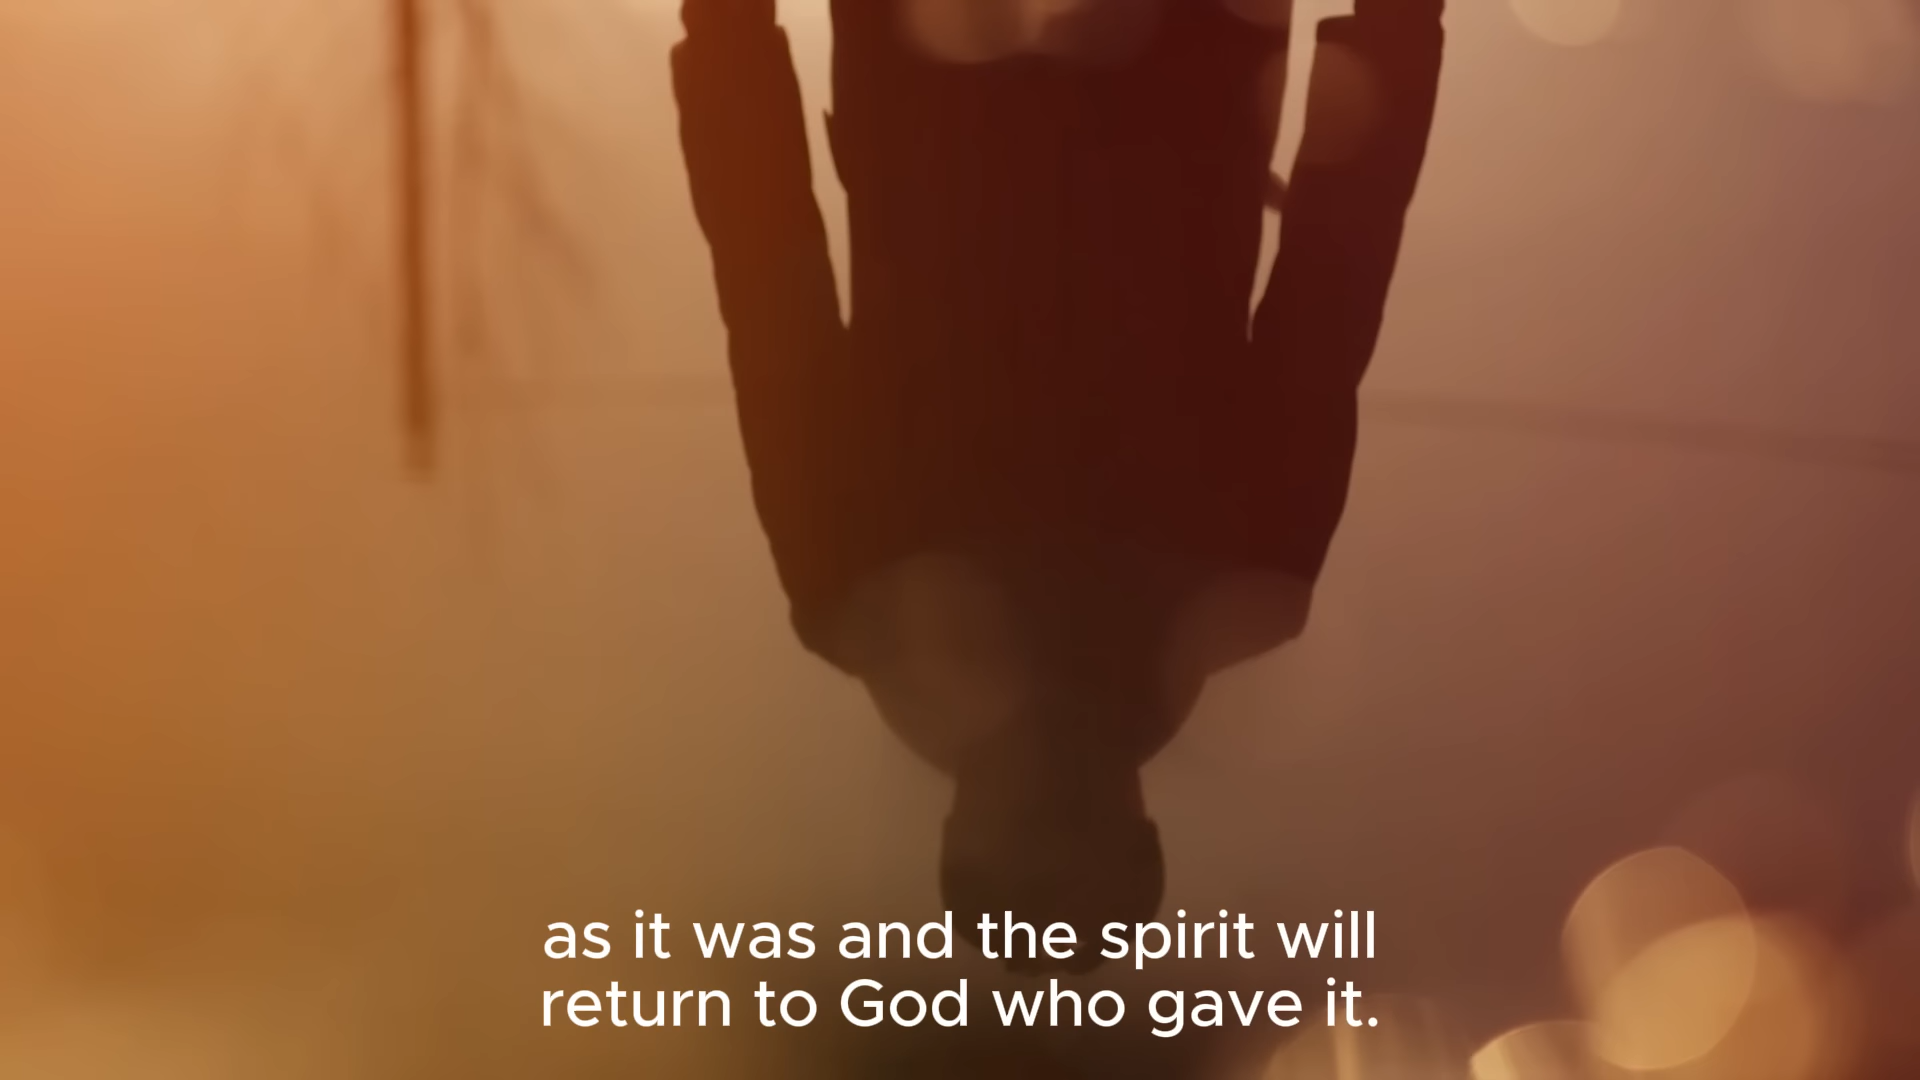 as it was and the spirit will
return to God who gave it.